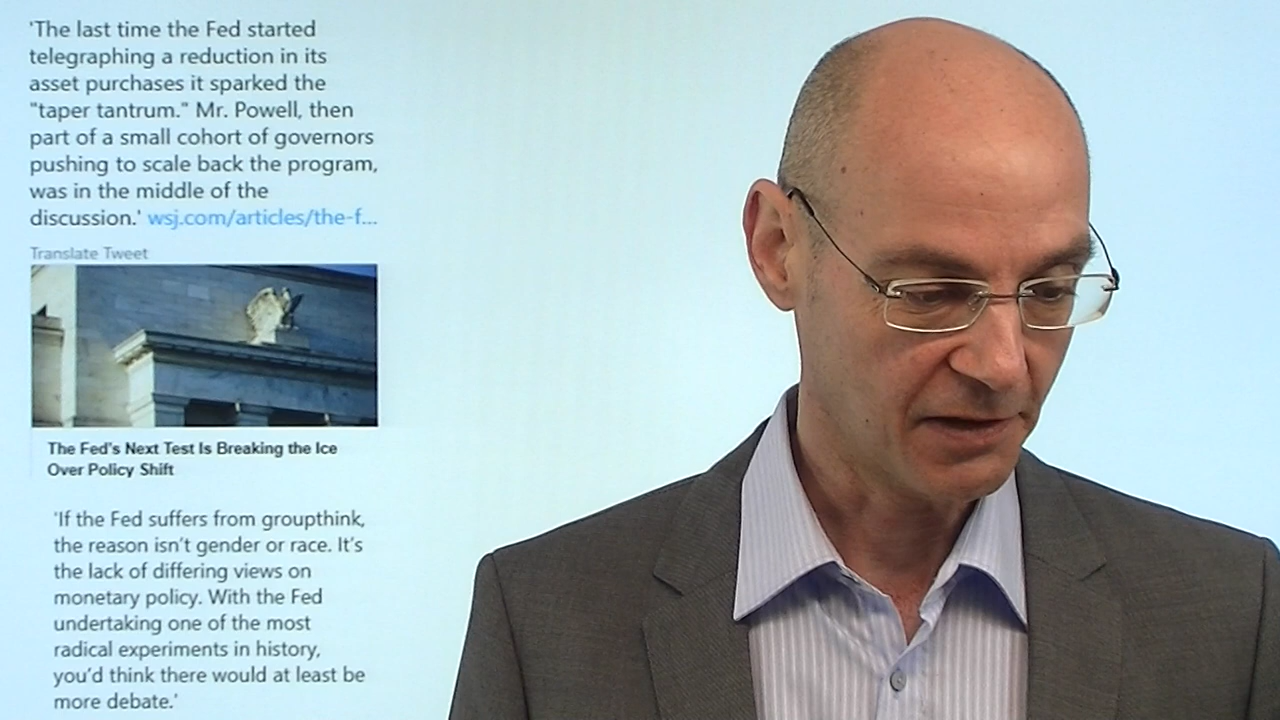 'The last time the Fed started
telegraphing a reduction in its
asset purchases it sparked the
"taper tantrum." Mr. Powell, then
part of a small cohort of governors
pushing to scale back the program,
was in the middle of the
discussion.' wsj.com/articles/the-f...
Translate Tweet
The Fed's Next Test Is Breaking the Ice
Over Policy Shift
'If the Fed suffers from groupthink,
the reason isn't gender or race. It's
the lack of differing views on
monetary policy. With the Fed
undertaking one of the most
radical experiments in history,
you'd think there would at least be
more debate.'